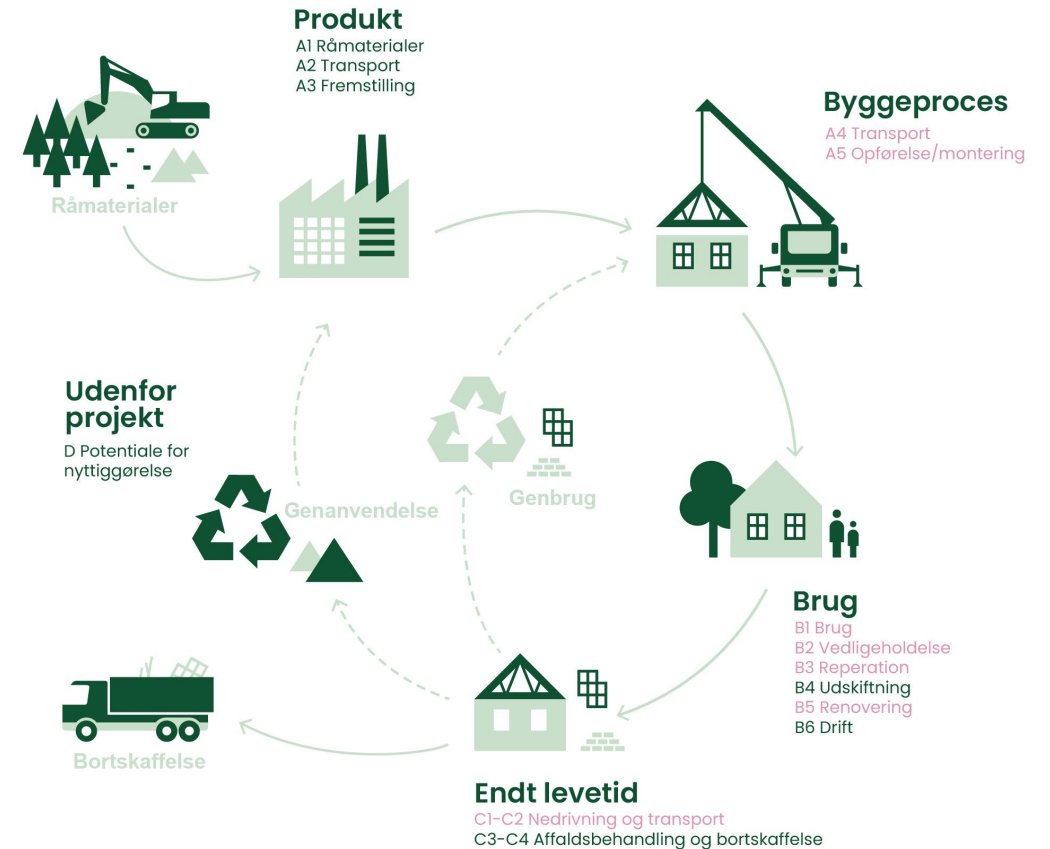 Produkt
A1 Råmaterialer
A2 Transport
A3 Fremstilling
Byggeproces
A4 Transport
A5 Opførelse/montering
Råmaterialer
Udenfor
projekt
D Potentiale for
nyttiggørelse
Genanvendelse
Genbrug
Brug
B1 Brug
B2 Vedligeholdelse
B3 Reperation
B4 Udskiftning
B5 Renovering
B6 Drift
Bortskaffelse
Endt levetid
C1-C2 Nedrivning og transport
C3-C4 Affaldsbehandling og bortskaffelse